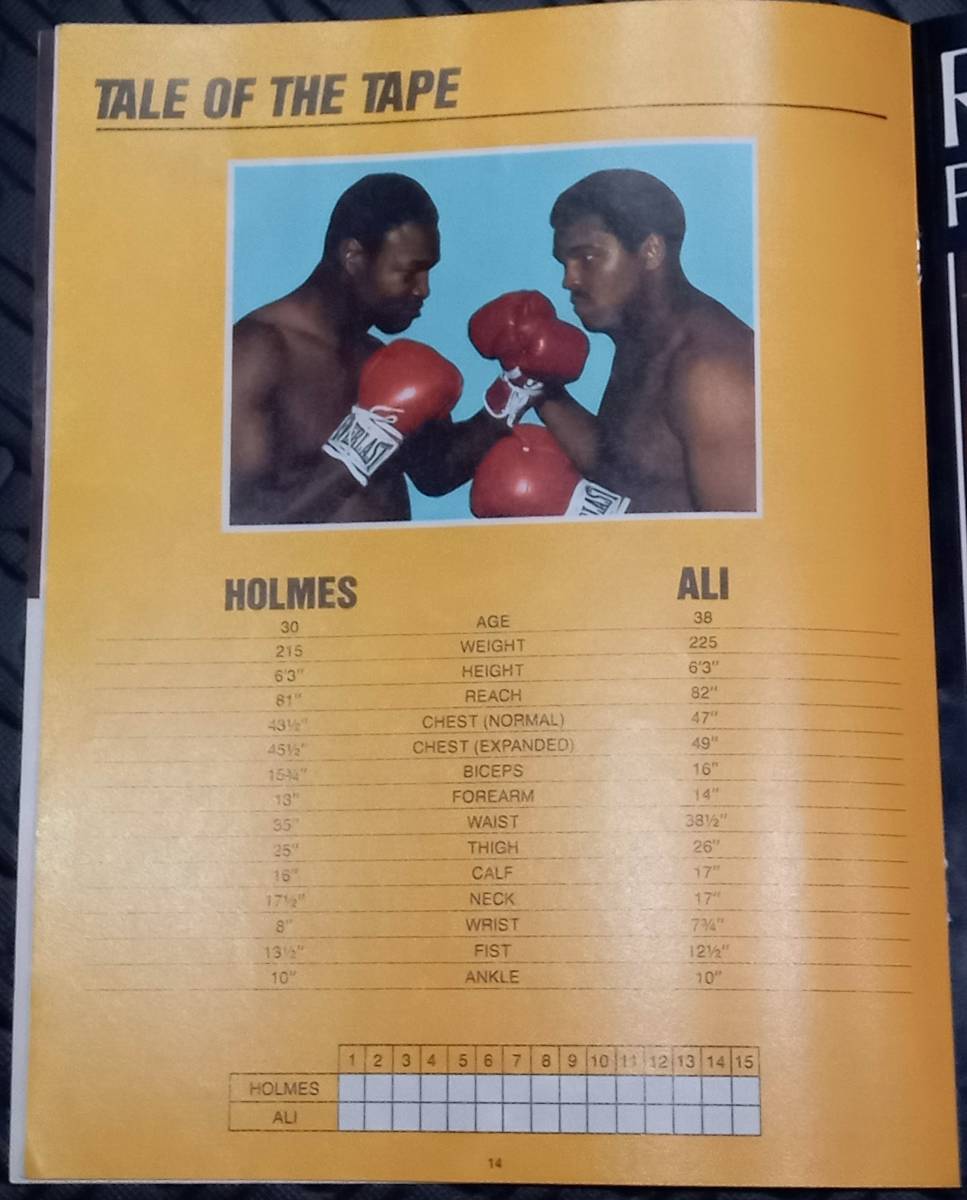 TALE OF THE TAPE
EVERLAST
LAST
HOLMES ALI
30 AGE 38
215 WEIGHT 225
6'3" HEIGHT 6'3"
81" REACH 82"
43½" CHEST (NORMAL) 47"
45½" CHEST (EXPANDED) 49"
15¾" BICEPS 16"
13" FOREARM 14"
35" WAIST 38½"
25" THIGH 26"
16" CALF 17"
17½" NECK 17"
8" WRIST 7¾"
13½" FIST 12½"
10" ANKLE 10"
1 2 3 4 5 6 7 8 9 10 11 12 13 14 15
HOLMES
ALI
14